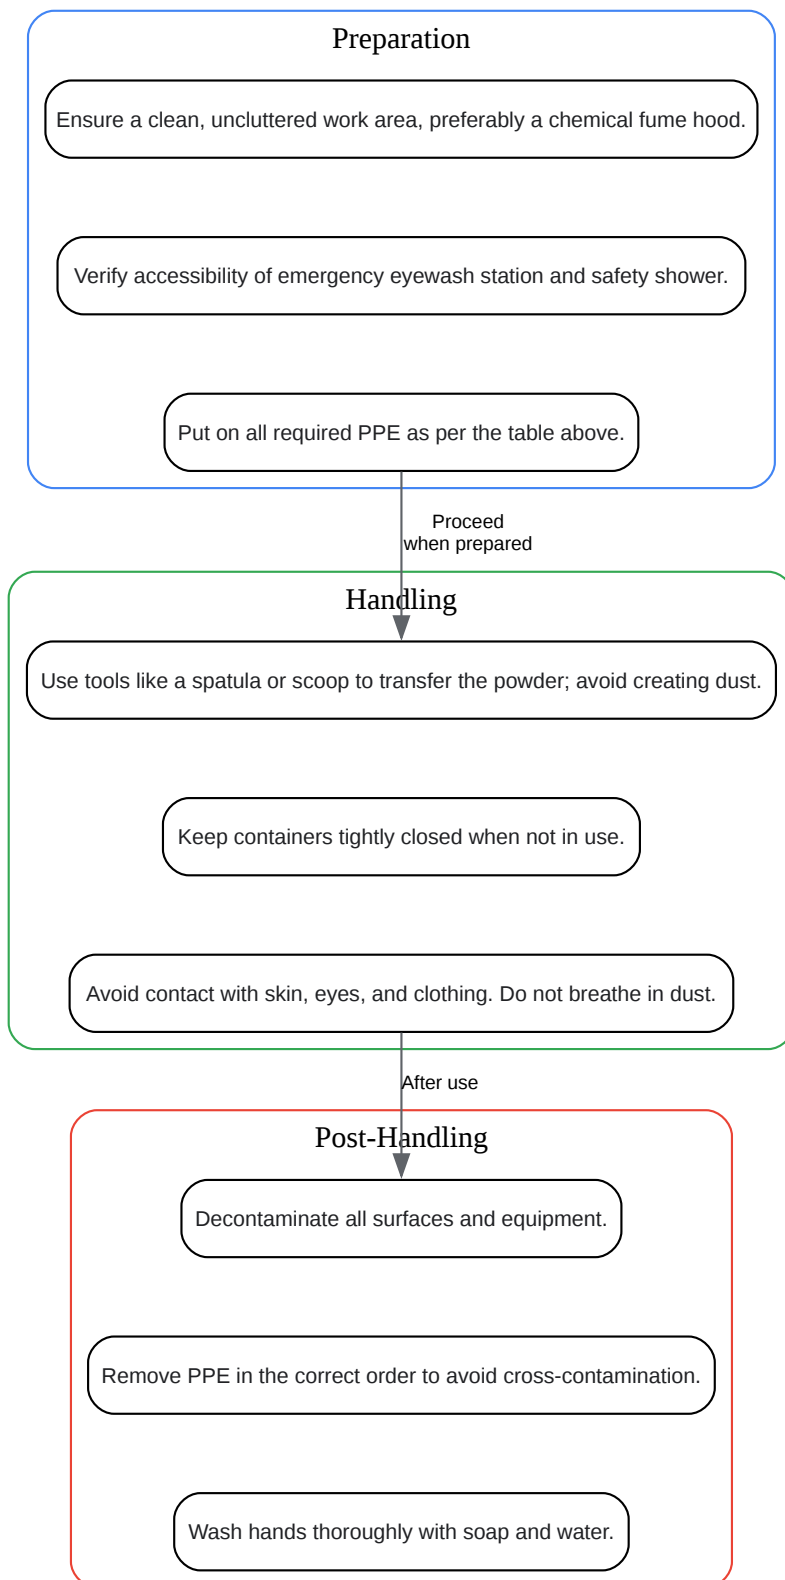 Preparation
Ensure a clean, uncluttered work area, preferably a chemical fume hood.
Verify accessibility of emergency eyewash station and safety shower.
Put on all required PPE as per the table above.
Proceed
when prepared
Handling
Use tools like a spatula or scoop to transfer the powder; avoid creating dust.
Keep containers tightly closed when not in use.
Avoid contact with skin, eyes, and clothing. Do not breathe in dust.
After use
Post-Handling
Decontaminate all surfaces and equipment.
Remove PPE in the correct order to avoid cross-contamination.
Wash hands thoroughly with soap and water.